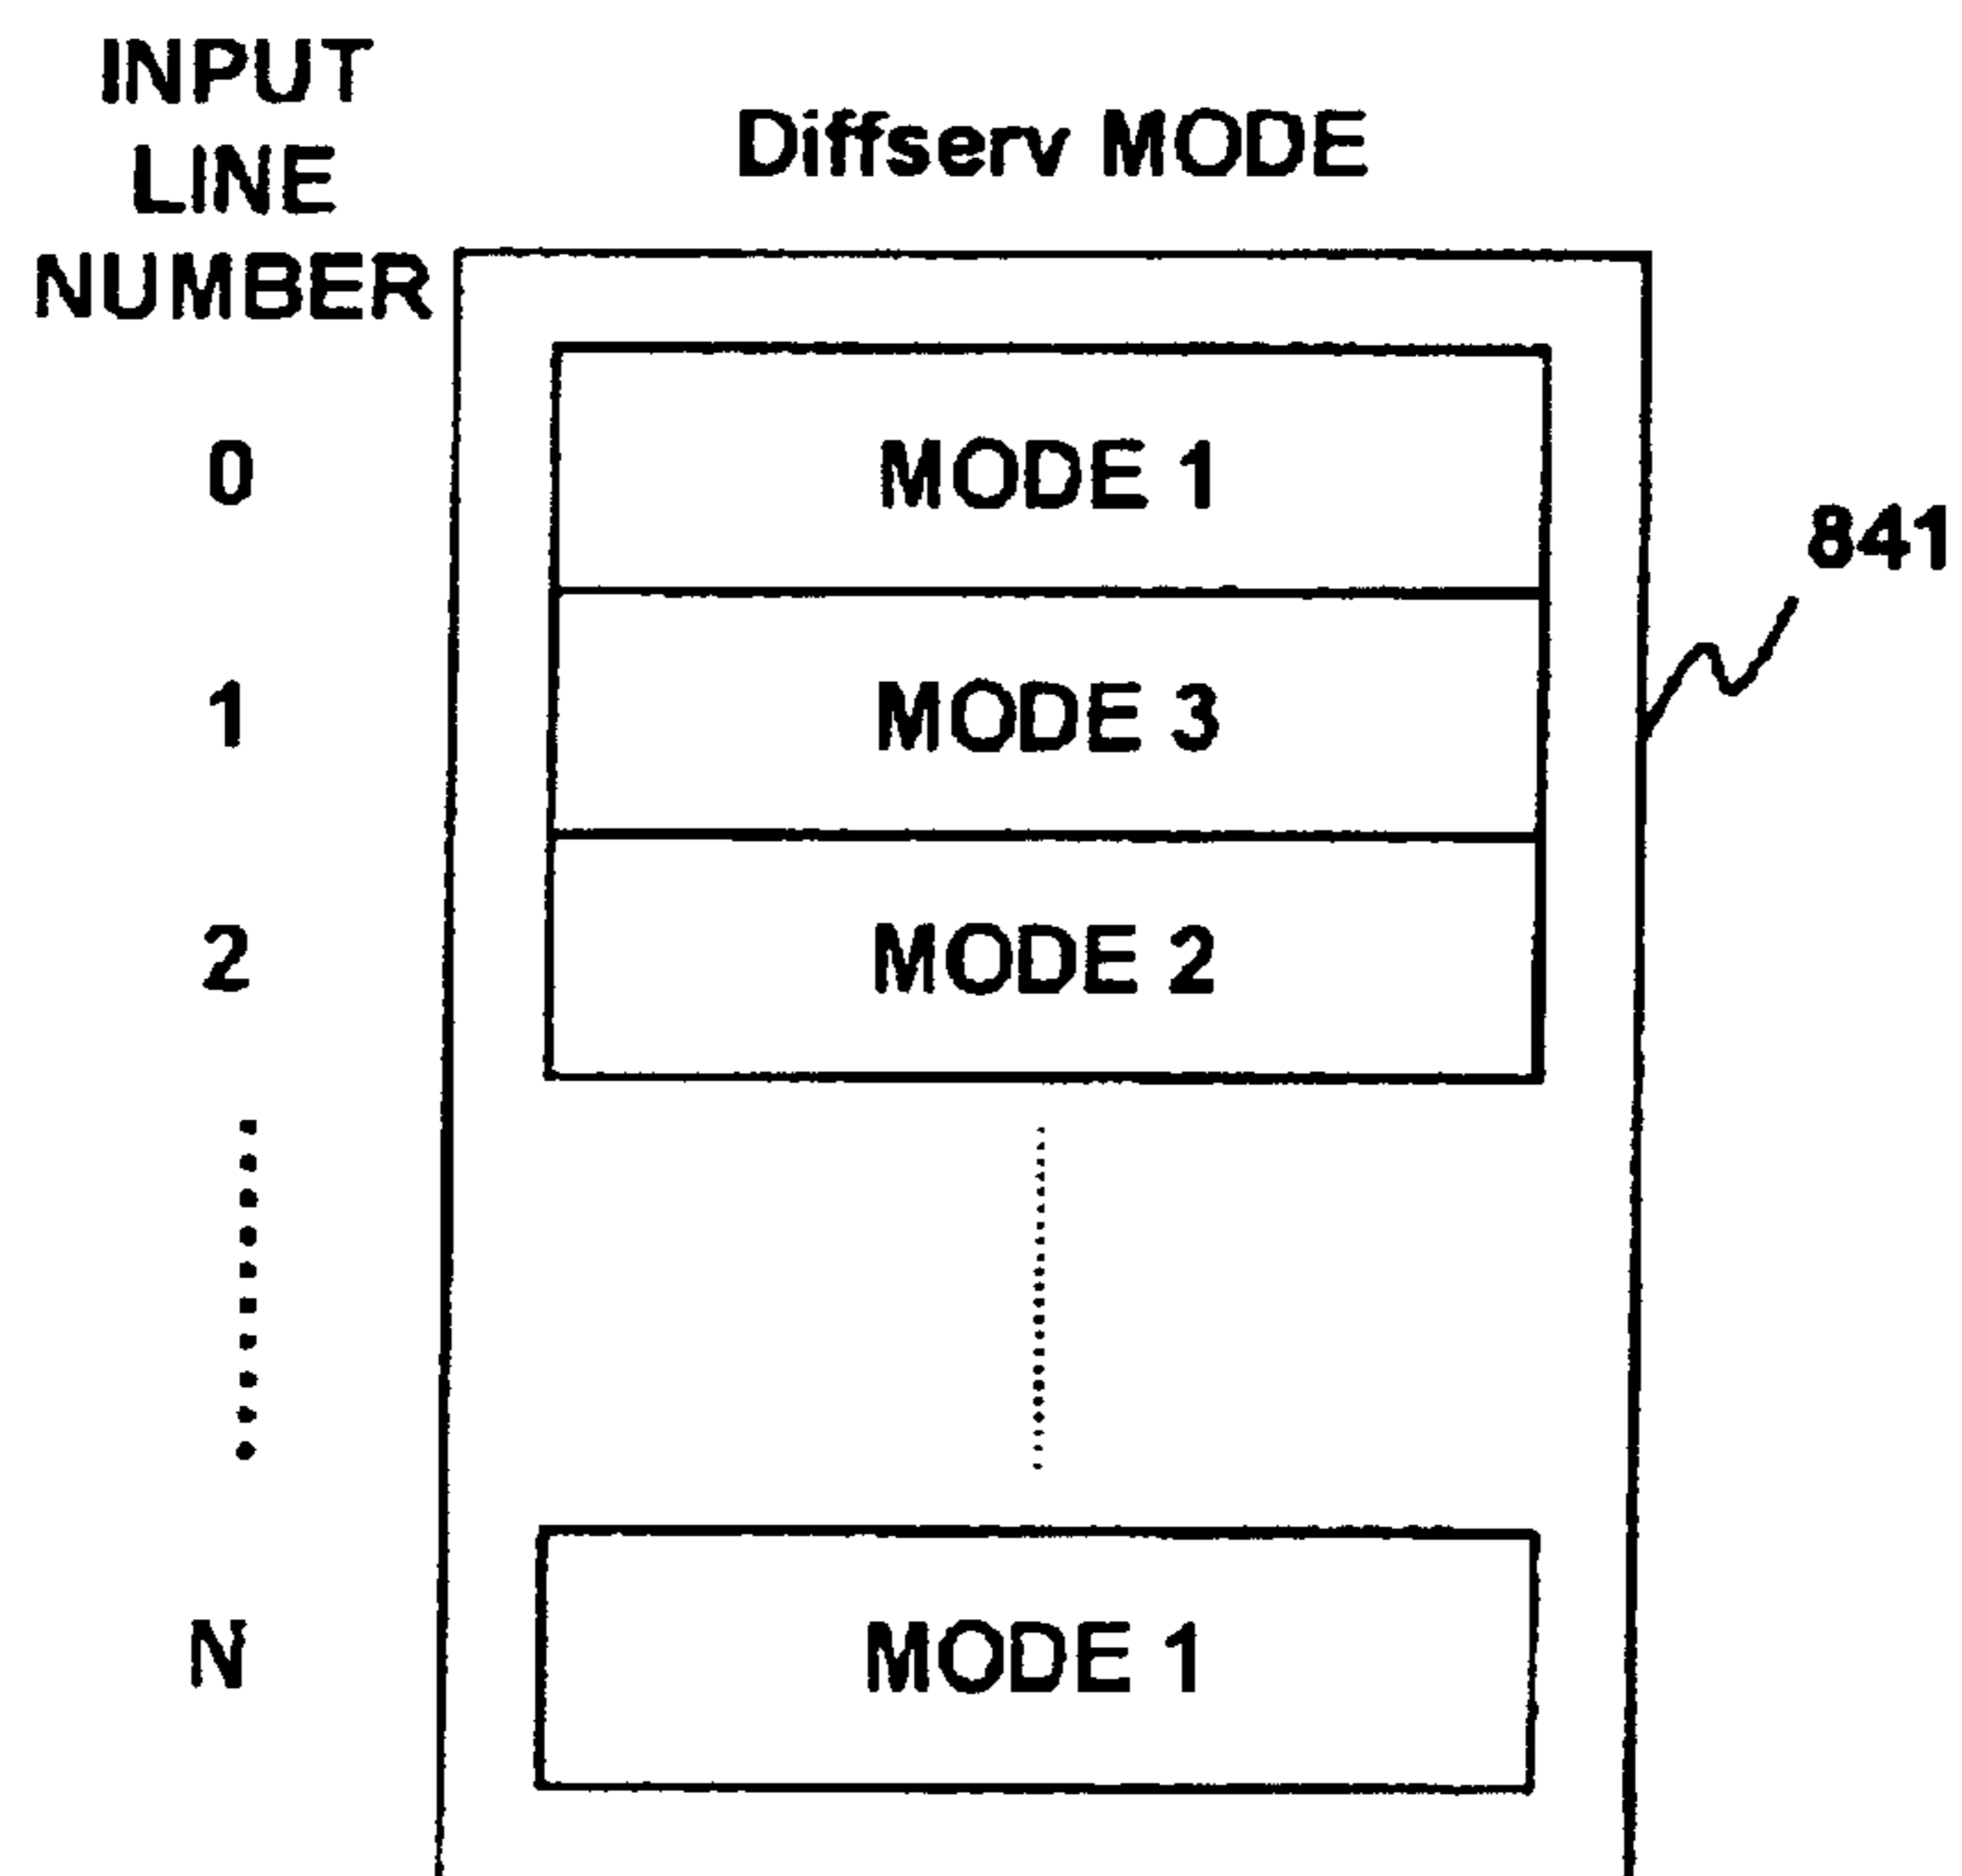 INPUT
LINE
NUMBER
Diffserv MODE
0
MODE 1
841
1
MODE 3
2
MODE 2
N
MODE 1